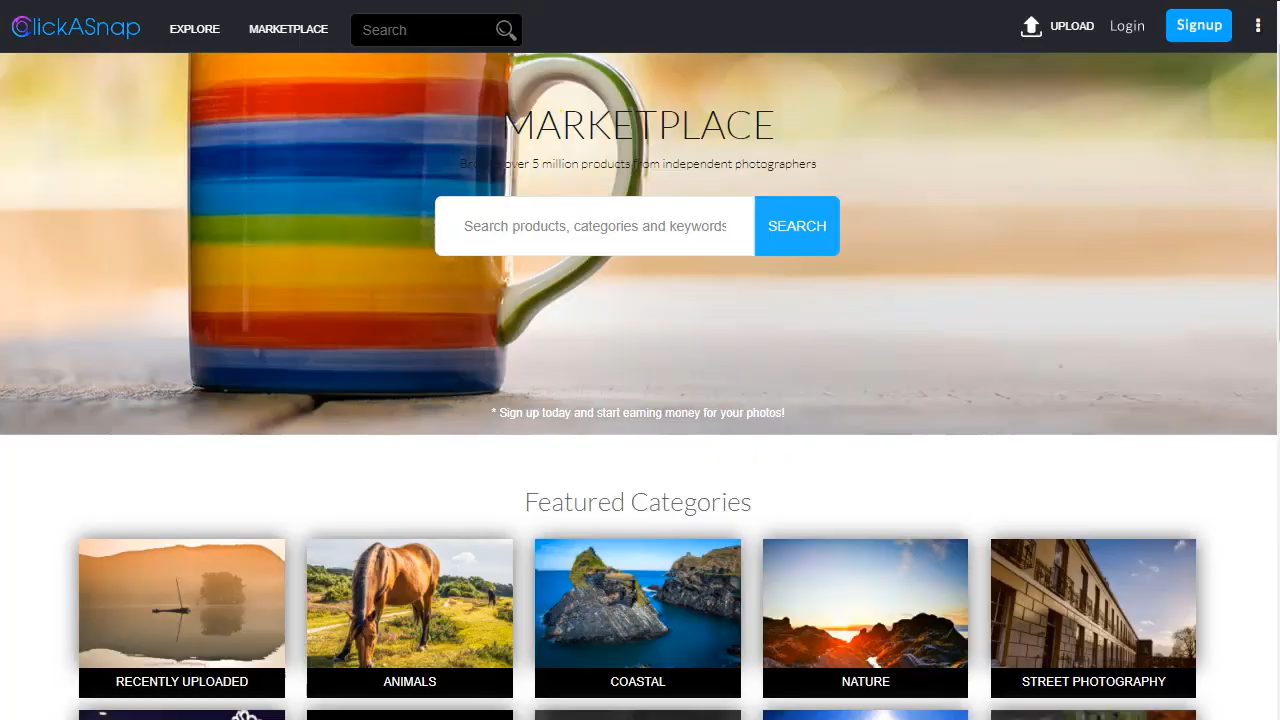 ClickASnap
EXPLORE
MARKETPLACE
Search
UPLOAD
Login
Signup
MARKETPLACE
Browse over 5 million products from independent photographers
Search products, categories and keywords
SEARCH
* Sign up today and start earning money for your photos!
Featured Categories
RECENTLY UPLOADED
ANIMALS
COASTAL
NATURE
STREET PHOTOGRAPHY